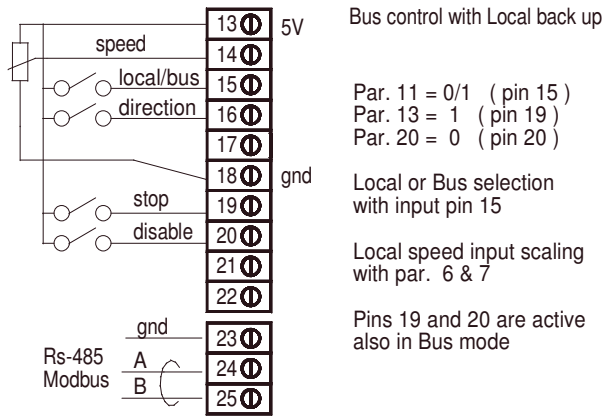 Bus control with Local back up
13 5V
speed
14
local/bus
15
direction
16
17
18 gnd
stop
19
disable
20
21
22
gnd
23
Rs-485
Modbus
A
24
B
25
Par. 11 = 0/1 ( pin 15 )
Par. 13 = 1 ( pin 19 )
Par. 20 = 0 ( pin 20 )
Local or Bus selection
with input pin 15
Local speed input scaling
with par. 6 & 7
Pins 19 and 20 are active
also in Bus mode